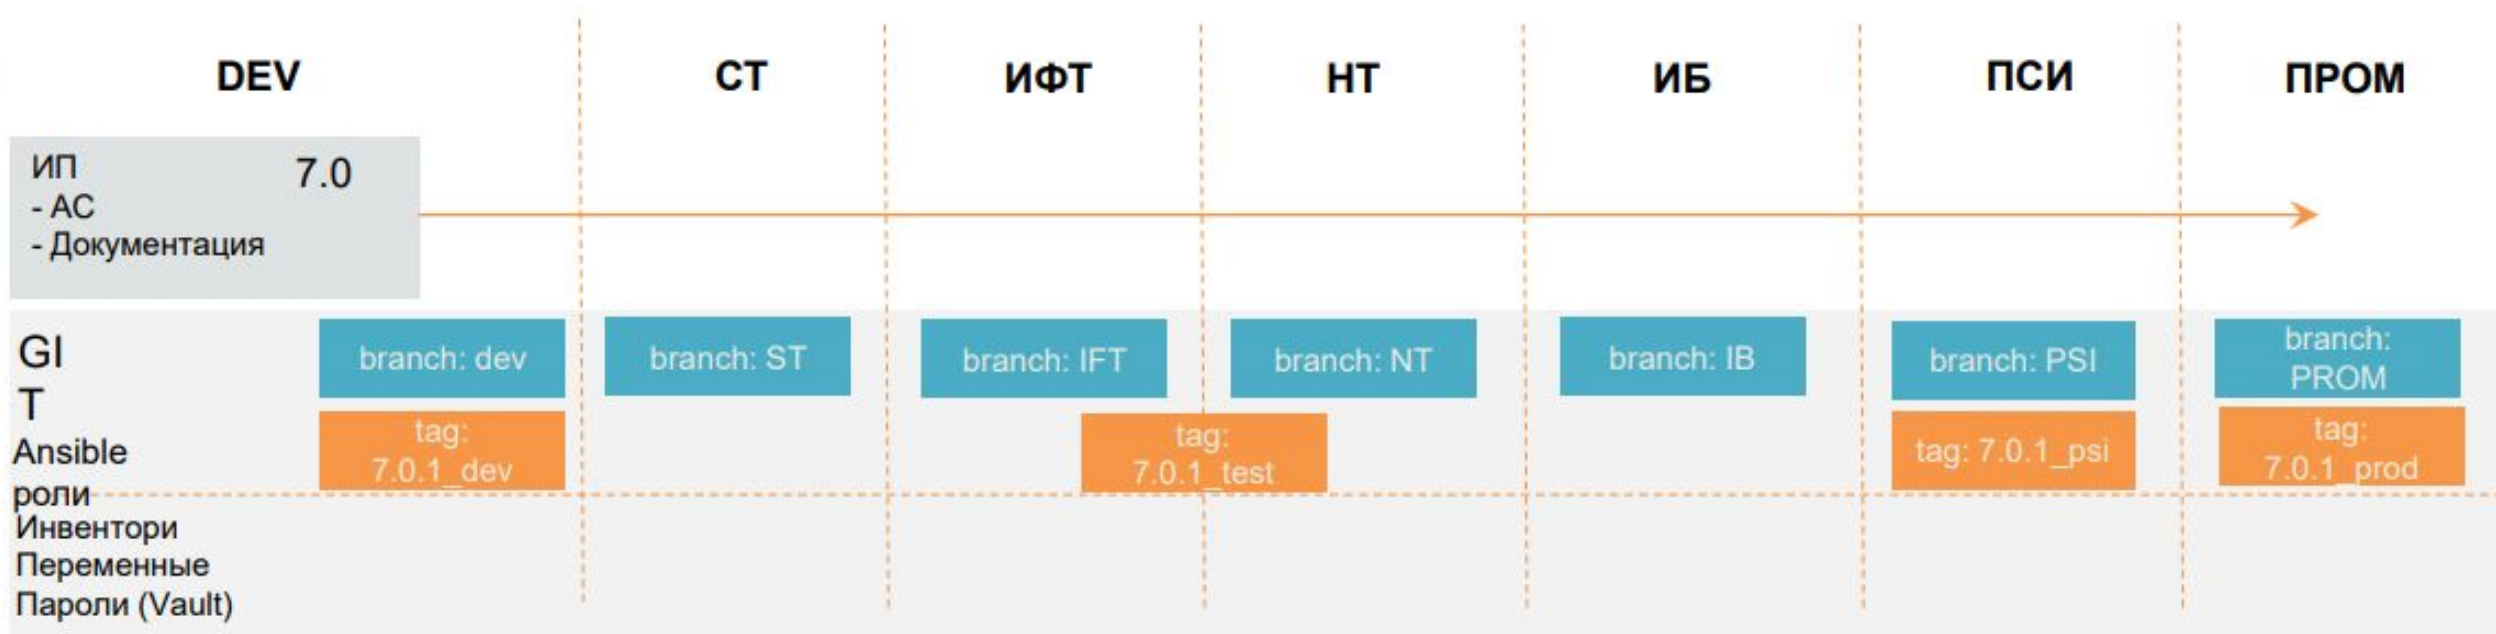 DEV
СТ
ИФТ
НТ
ИБ
ПСИ
ПРОМ
ИП
7.0
- АС
- Документация
GI
T
Ansible
роли
branch: dev
branch: ST
branch: IFT
branch: NT
branch: IB
branch: PSI
branch:
PROM
tag:
7.0.1_dev
tag:
7.0.1_test
tag: 7.0.1_psi
tag:
7.0.1_prod
Инвентори
Переменные
Пароли (Vault)